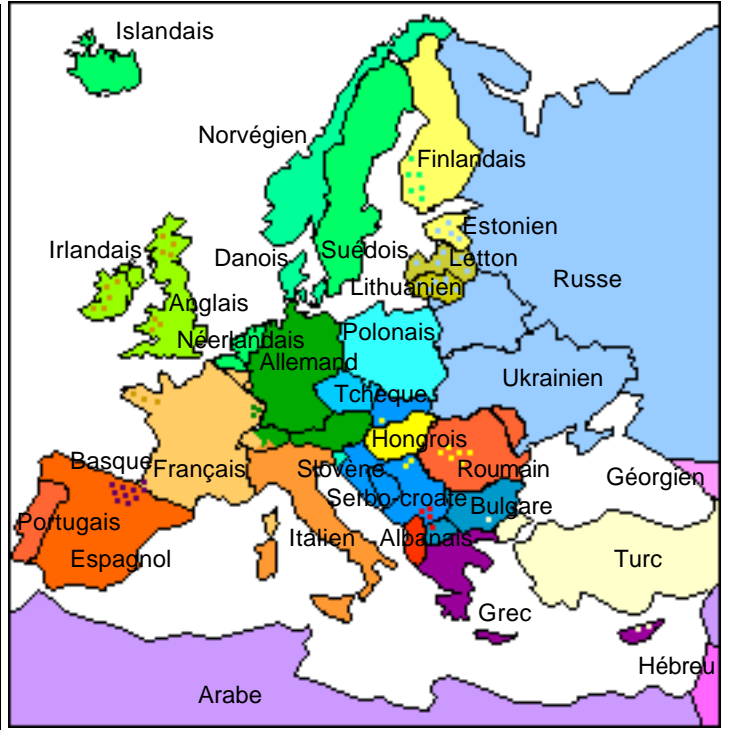 Islandais
Norvégien
Finlandais
Irlandais
Danois
Suédois
Estonien
Letton
Lithuanien
Russe
Anglais
Néerlandais
Polonais
Allemand
Tchèque
Ukrainien
Hongrois
Basque
Français
Slovène
Roumain
Géorgien
Serbo-croate
Bulgare
Portugais
Italien
Albanais
Espagnol
Turc
Grec
Hébreu
Arabe